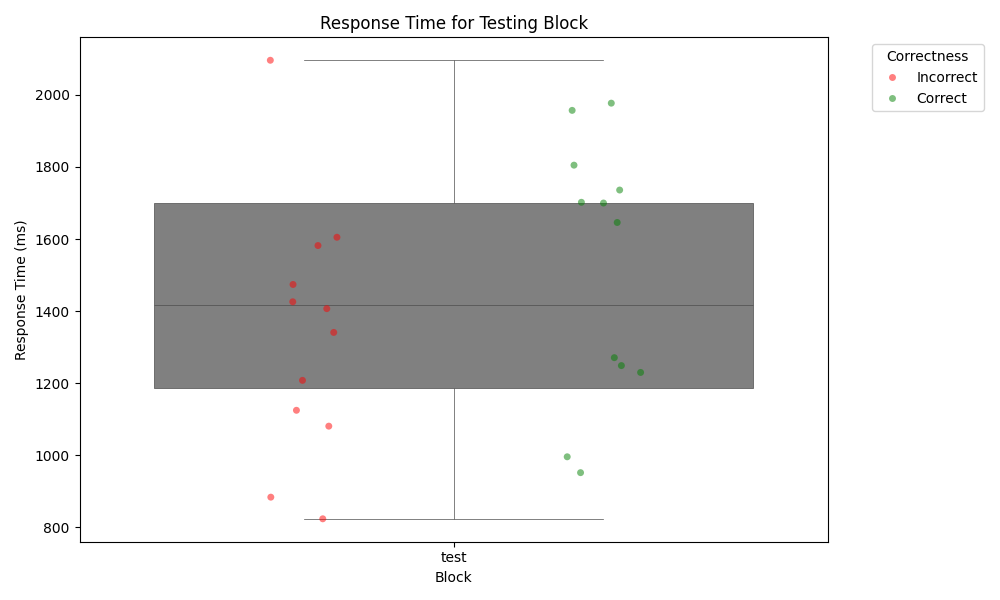 Response Time for Testing Block
Correctness
Incorrect
Correct
Response Time (ms)
2000
1800
1600
1400
1200
1000
800
test
Block